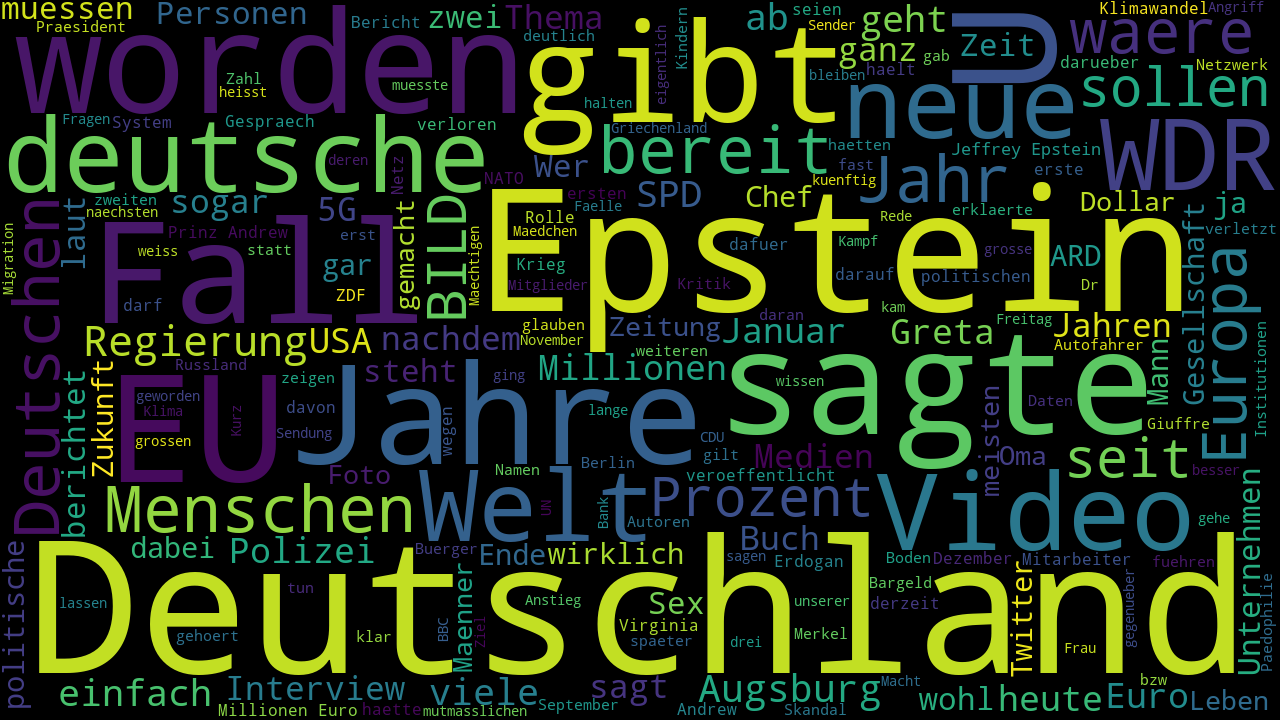 muessen
Personen
Praesident
Bericht
zwei
Thema
deutlich
worden
Zahl
heisst
muesste
gibt
halten
eigentlich
Kindern
ab
seien
Sender
bleiben
geht
ganz
gab
haelt
U
Zeit
Klimawandel
Angriff
waere
darueber
Netzwerk
sollen
neue
Fragen
System
Gespraech
verloren
Griechenland
deutsche
deren
Netz
NATO
Wer
bereit
haetten
fast
kuenftig
Jeffrey Epstein
erste
WDR
zweiten
naechsten
sogar
5G
ersten
Faelle
SPD
Chef
Jahr
erklaerte
Dollar
ja
verletzt
Migration
Deutschen
laut
Prinz Andrew
weiss
statt
erst
gemacht
BILD
Maechtigen
Rolle
Maedchen
Epstein
dafuer
Kampf
Rede
grosse
Fall
darf
gar
ZDF
Krieg
Mitglieder
Kritik
darauf
politischen
ARD
Dr
Gesellschaft
Europa
Institutionen
daran
kam
Freitag
Jahren
Autofahrer
Regierung
USA
nachdem
glauben
November
Zeitung
Januar
Greta
weiteren
Mann
berichtet
Zukunft
Russland
zeigen
steht
ging
Millionen
sagte
wissen
EU
geworden
Klima
grossen
Kurz
davon
Sendung
Jahre
wegen
lange
CDU
gilt
Daten
Giuffre
Foto
Namen
Berlin
Medien
veroeffentlicht
meisten
Oma
seit
besser
Menschen
Welt
UN
Bank
Prozent
Autoren
Video
gehe
Unternehmen
politische
dabei
Polizei
Buerger
Ende
wirklich
Buch
sagen
Erdogan
Boden
Dezember
Mitarbeiter
fuehren
Deutschland
lassen
tun
gehoert
klar
BBC
Maenner
Ziel
Anstieg
Sex
Virginia
spaeter
drei
unserer
Merkel
Bargeld
derzeit
Twitter
Frau
gegenueber
Paedophilie
einfach
Interview
viele
sagt
Augsburg
Macht
wohl
heute
Euro
bzw
Leben
Millionen Euro
haette
mutmasslichen
September
Andrew
Skandal